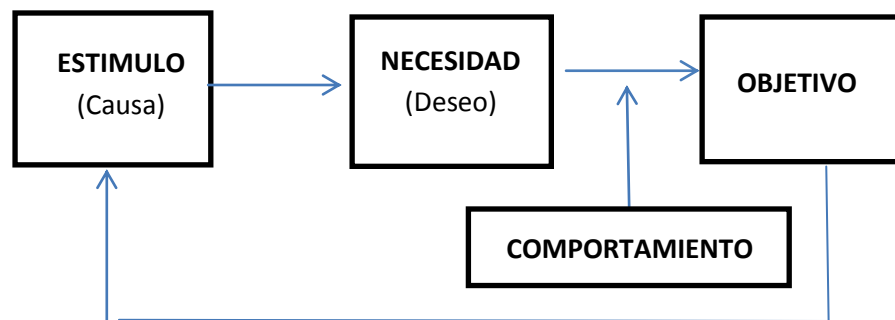 ESTIMULO
(Causa)
NECESIDAD
(Deseo)
OBJETIVO
COMPORTAMIENTO